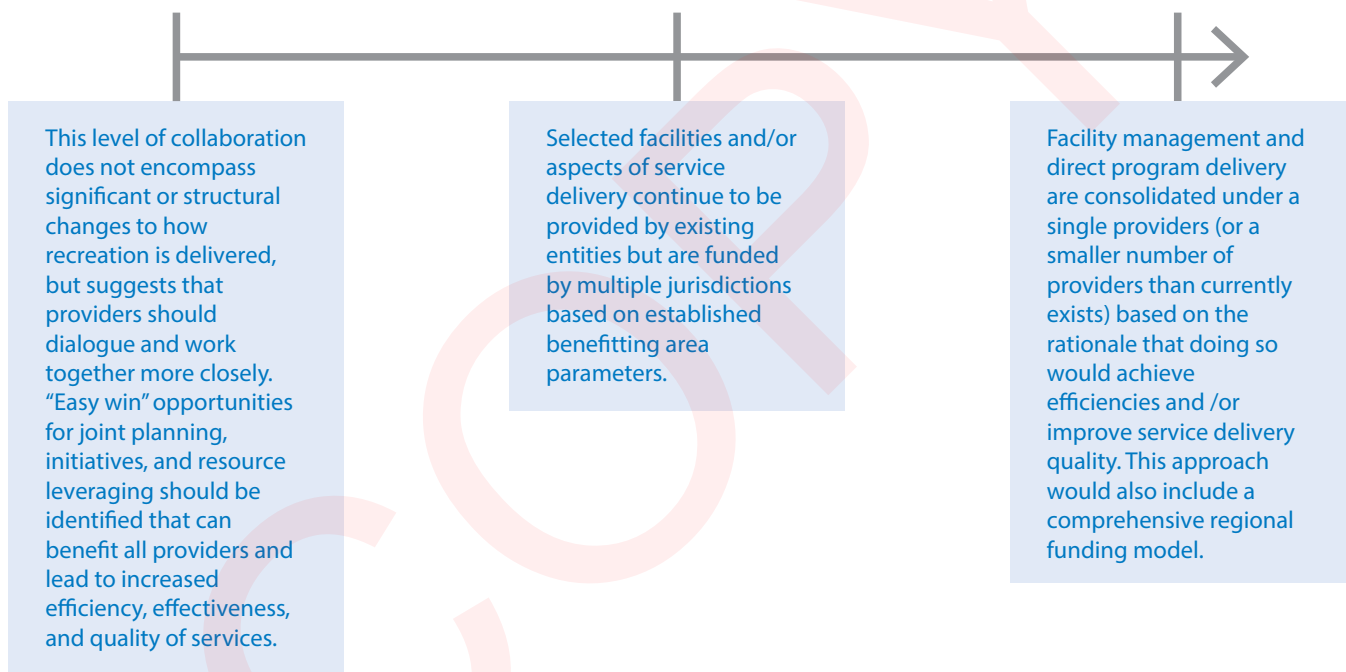 This level of collaboration
does not encompass
significant or structural
changes to how
recreation is delivered,
but suggests that
providers should
dialogue and work
together more closely.
“Easy win” opportunities
for joint planning,
initiatives, and resource
leveraging should be
identified that can
benefit all providers and
lead to increased
efficiency, effectiveness,
and quality of services.
Selected facilities and/or
aspects of service
delivery continue to be
provided by existing
entities but are funded
by multiple jurisdictions
based on established
benefitting area
parameters.
Facility management and
direct program delivery
are consolidated under a
single providers (or a
smaller number of
providers than currently
exists) based on the
rationale that doing so
would achieve
efficiencies and /or
improve service delivery
quality. This approach
would also include a
comprehensive regional
funding model.
COPY